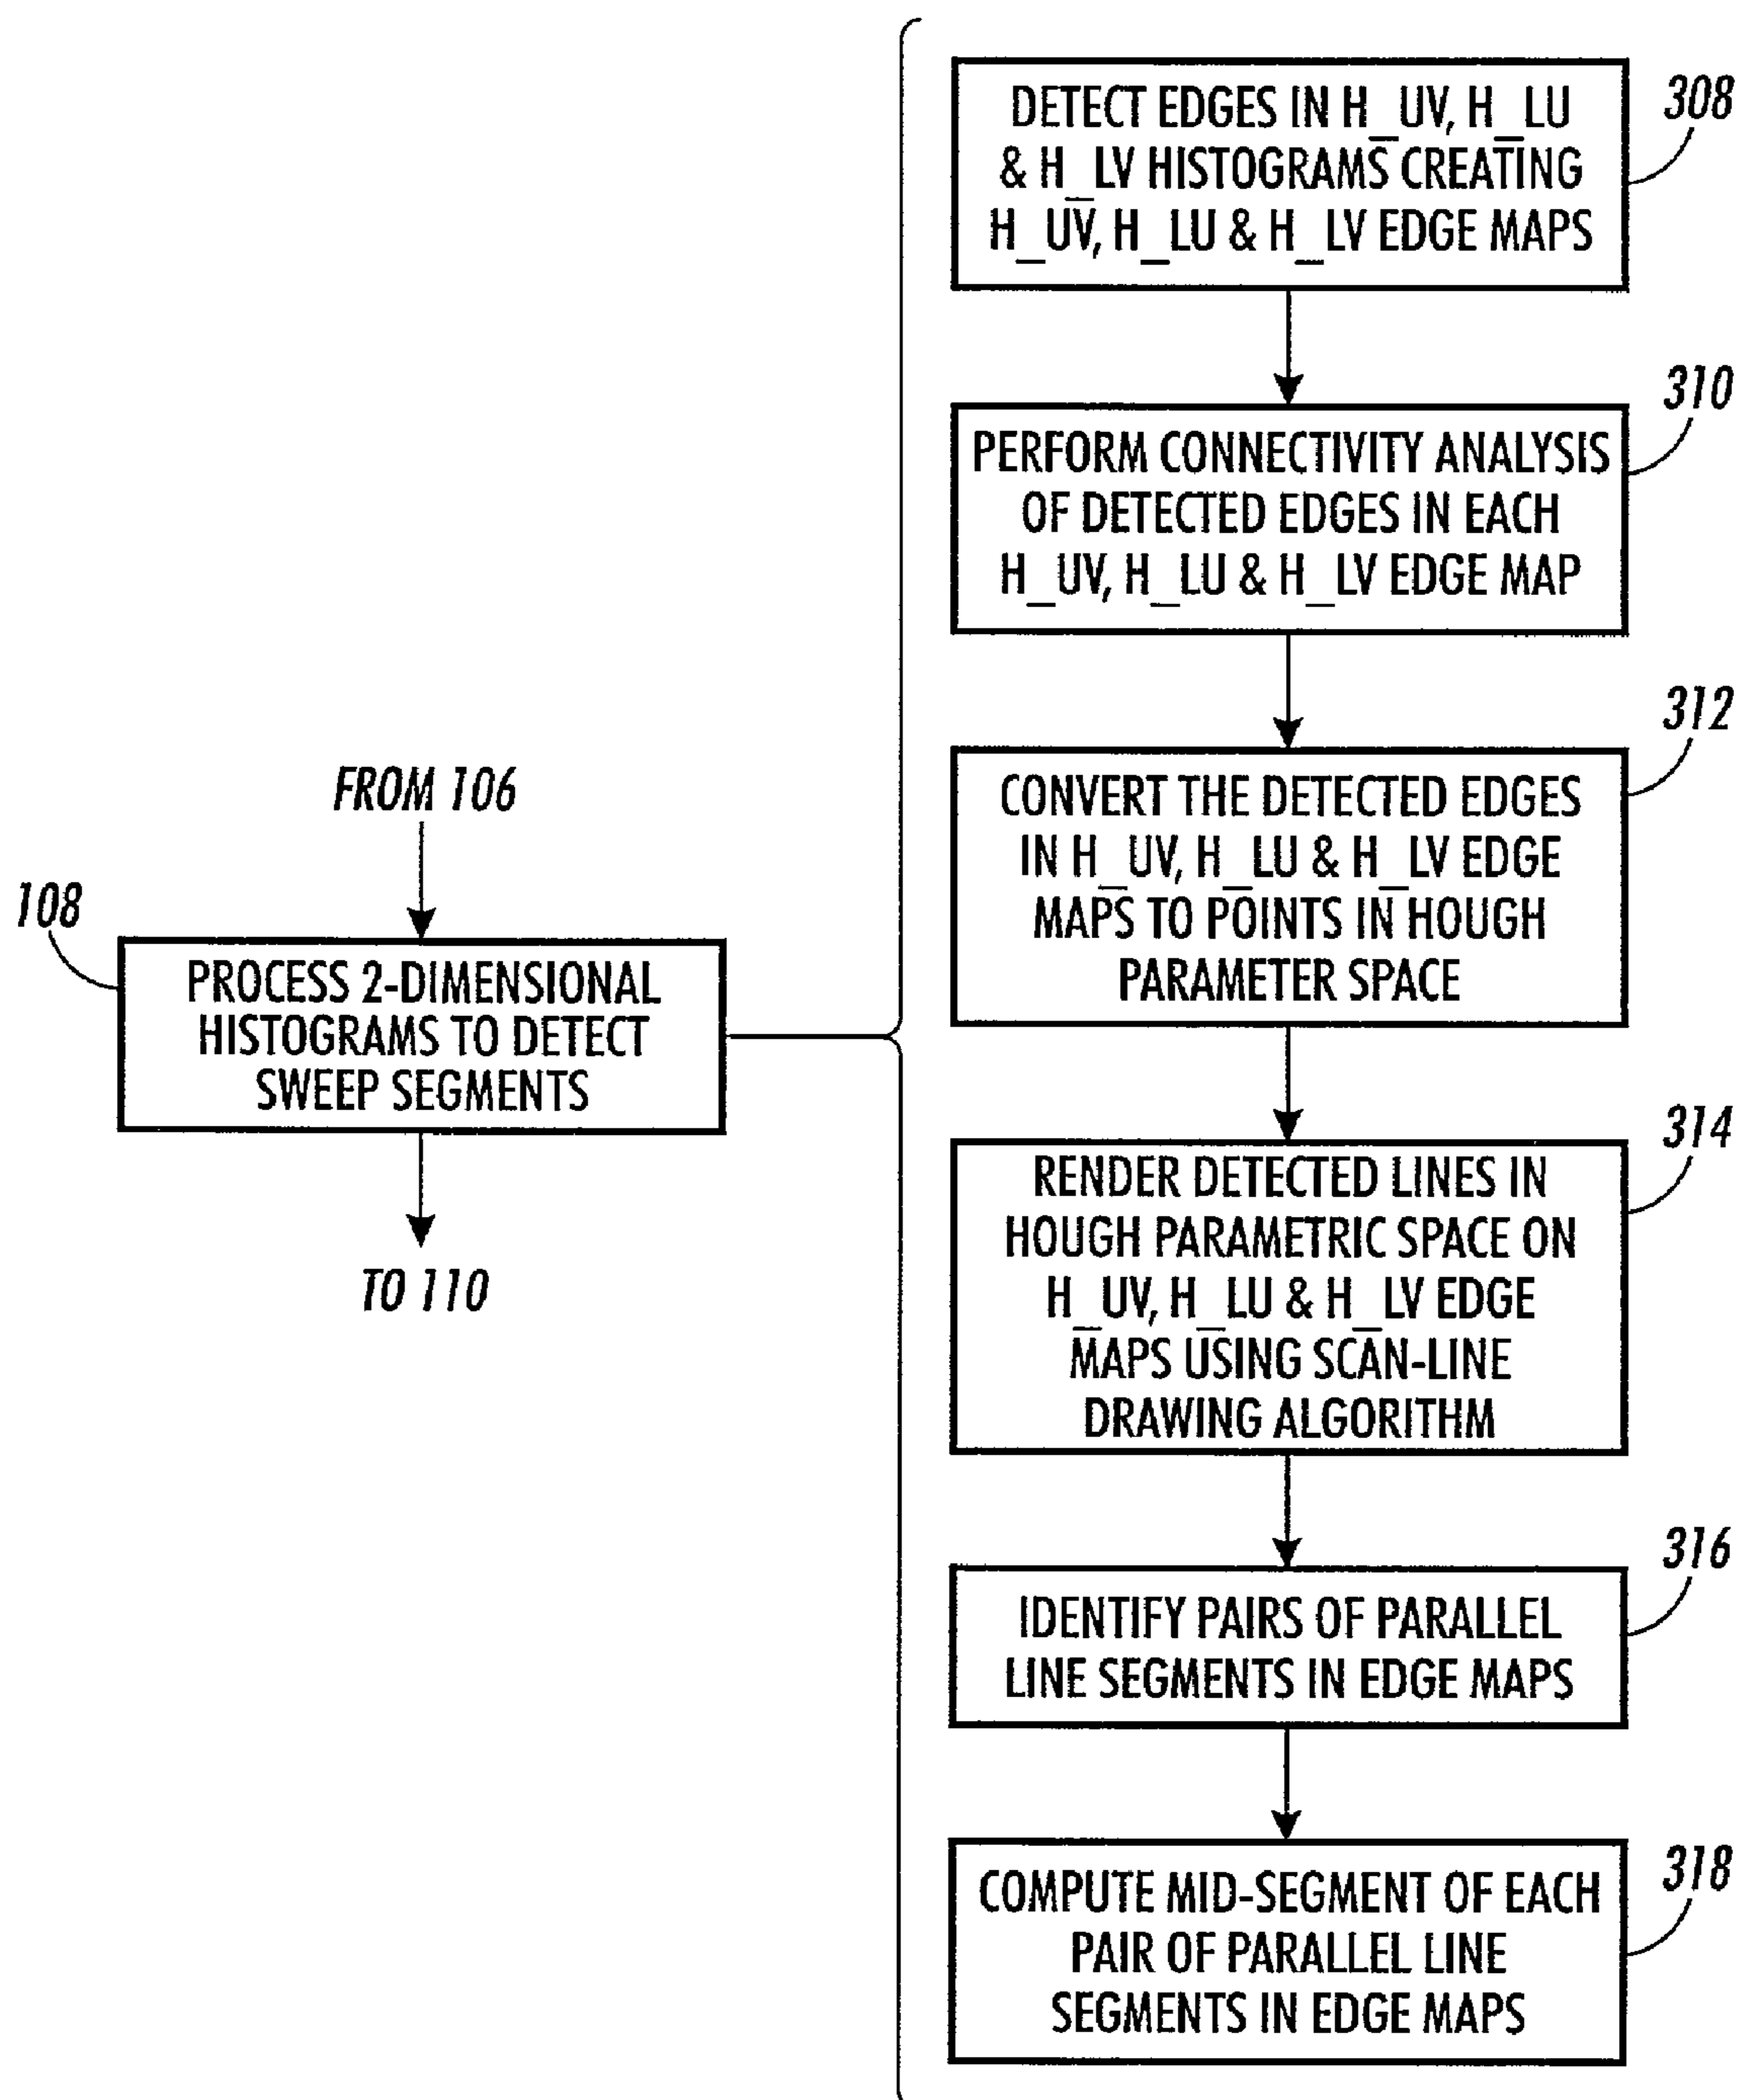 FROM 106
108
PROCESS 2-DIMENSIONAL
HISTOGRAMS TO DETECT
SWEEP SEGMENTS
TO 110
308
DETECT EDGES IN H_UV, H_LU
& H_LV HISTOGRAMS CREATING
H_UV, H_LU & H_LV EDGE MAPS
310
PERFORM CONNECTIVITY ANALYSIS
OF DETECTED EDGES IN EACH
H_UV, H_LU & H_LV EDGE MAP
312
CONVERT THE DETECTED EDGES
IN H_UV, H_LU & H_LV EDGE
MAPS TO POINTS IN HOUGH
PARAMETER SPACE
314
RENDER DETECTED LINES IN
HOUGH PARAMETRIC SPACE ON
H_UV, H_LU & H_LV EDGE
MAPS USING SCAN-LINE
DRAWING ALGORITHM
316
IDENTIFY PAIRS OF PARALLEL
LINE SEGMENTS IN EDGE MAPS
318
COMPUTE MID-SEGMENT OF EACH
PAIR OF PARALLEL LINE
SEGMENTS IN EDGE MAPS